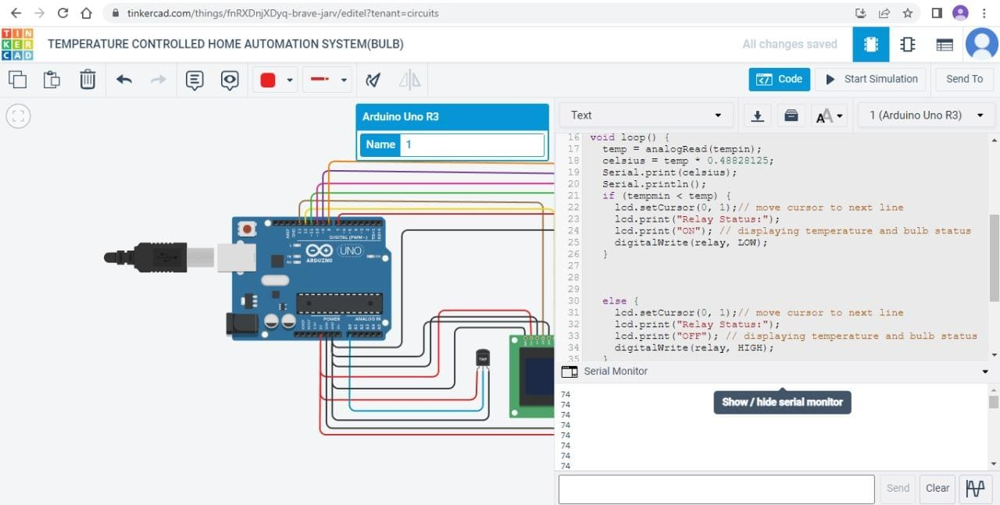 tinkercad.com/things/fnRXDnjXDyq-brave-jarv/editel?tenant=circuits
TIN
KER
CAD
TEMPERATURE CONTROLLED HOME AUTOMATION SYSTEM(BULB)
All changes saved
Code
Start Simulation
Send To
Arduino Uno R3
Name 1
Text
1 (Arduino Uno R3)
16 void loop() {
17 temp = analogRead(tempin);
18 celsius = temp * 0.48828125;
19 Serial.print(celsius);
20 Serial.println();
21 if (tempmin < temp) {
22 lcd.setCursor(0, 1);// move cursor to next line
23 lcd.print("Relay Status:");
24 lcd.print("ON"); // displaying temperature and bulb status
25 digitalWrite(relay, LOW);
26 }
27
28
29
30 else {
31 lcd.setCursor(0, 1);// move cursor to next line
32 lcd.print("Relay Status:");
33 lcd.print("OFF"); // displaying temperature and bulb status
34 digitalWrite(relay, HIGH);
35 }
DIGITAL (PWM~)
UNO
ARDUINO
POWER
ANALOG IN
TMP
Serial Monitor
Show / hide serial monitor
74
74
74
74
74
74
74
74
Send
Clear